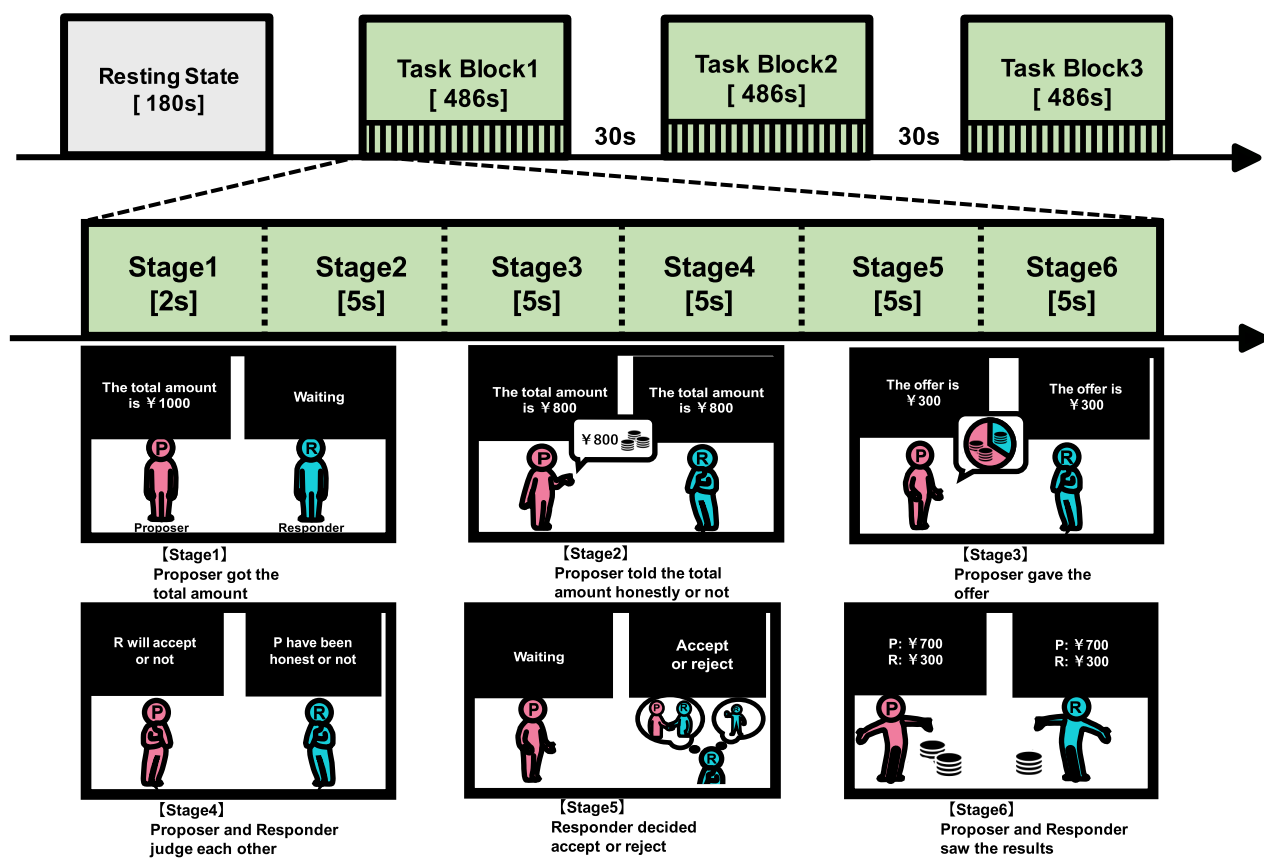 Resting State
[ 180s]
Task Block1
[ 486s]
30s
Task Block2
[ 486s]
30s
Task Block3
[ 486s]
Stage1
[2s]
Stage2
[5s]
Stage3
[5s]
Stage4
[5s]
Stage5
[5s]
Stage6
[5s]
The total amount
is ￥1000
Waiting
P
R
Proposer
Responder
【Stage1】
Proposer got the
total amount
The total amount
is ￥800
The total amount
is ￥800
￥800
P
R
【Stage2】
Proposer told the total
amount honestly or not
The offer is
￥300
The offer is
￥300
P
R
【Stage3】
Proposer gave the
offer
R will accept
or not
P have been
honest or not
P
R
【Stage4】
Proposer and Responder
judge each other
Waiting
Accept
or reject
P
P
R
R
R
【Stage5】
Responder decided
accept or reject
P: ￥700
R: ￥300
P: ￥700
R: ￥300
P
R
【Stage6】
Proposer and Responder
saw the results